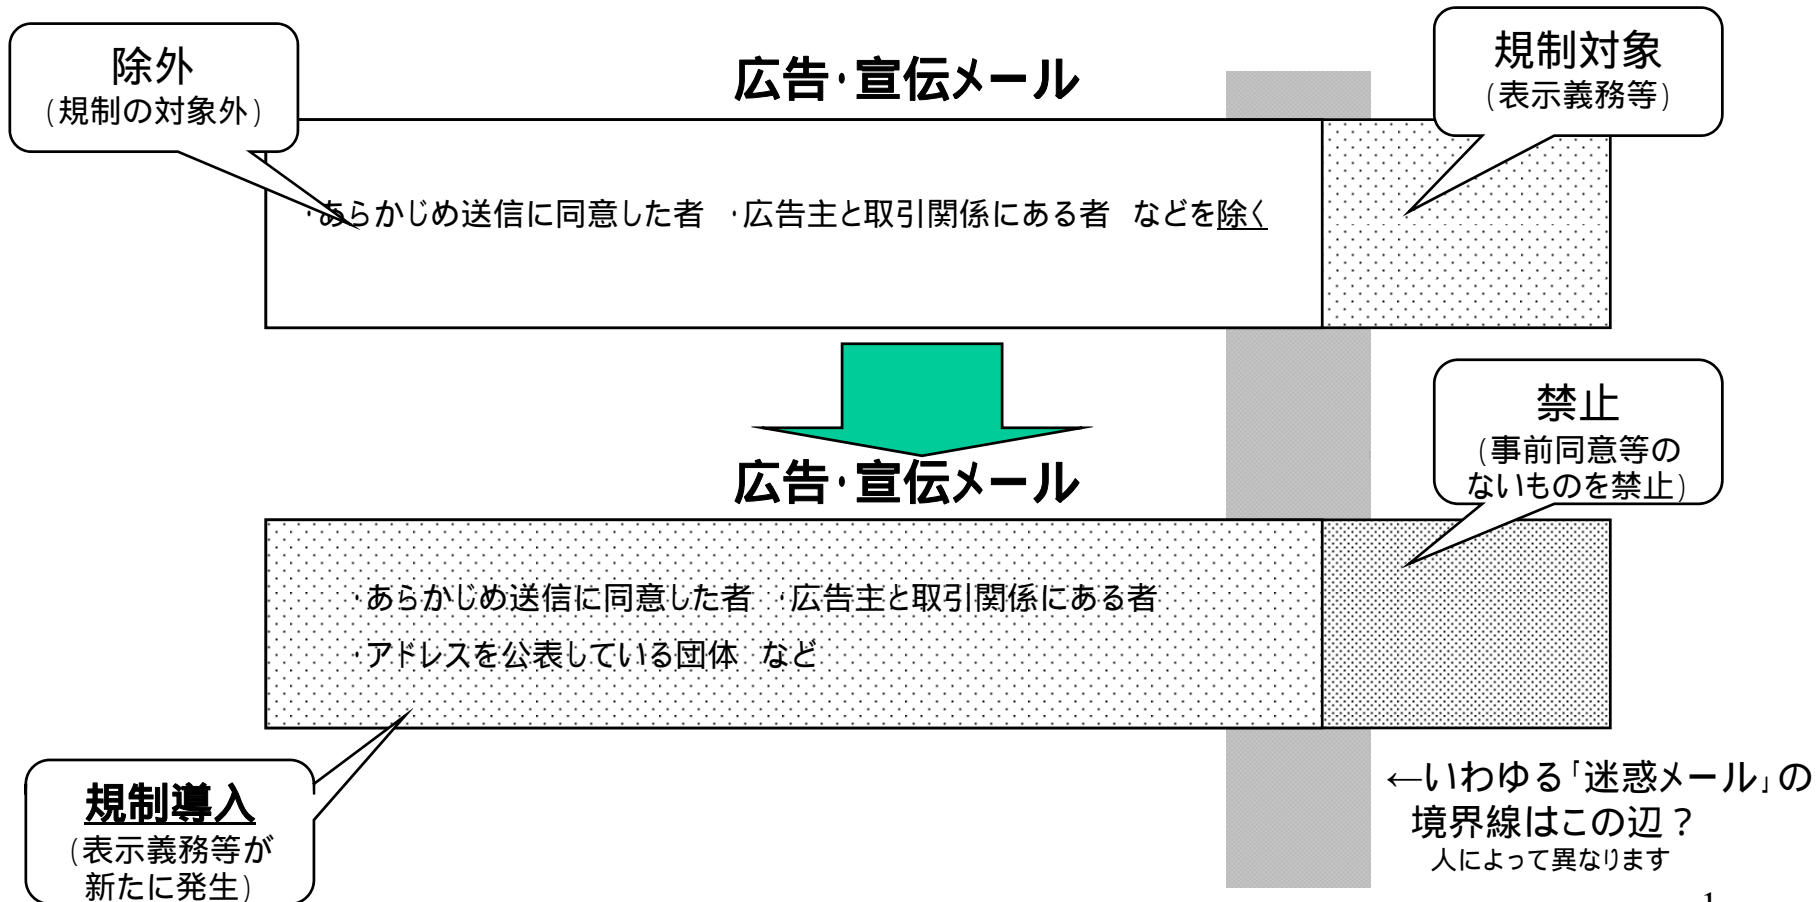 除外
(規制の対象外)
広告・宣伝メール
規制対象
(表示義務等)
・あらかじめ送信に同意した者　・広告主と取引関係にある者　などを除く
禁止
(事前同意等の
ないものを禁止)
広告・宣伝メール
・あらかじめ送信に同意した者　・広告主と取引関係にある者
・アドレスを公表している団体　など
規制導入
(表示義務等が
新たに発生)
←いわゆる「迷惑メール」の
境界線はこの辺？
人によって異なります
1